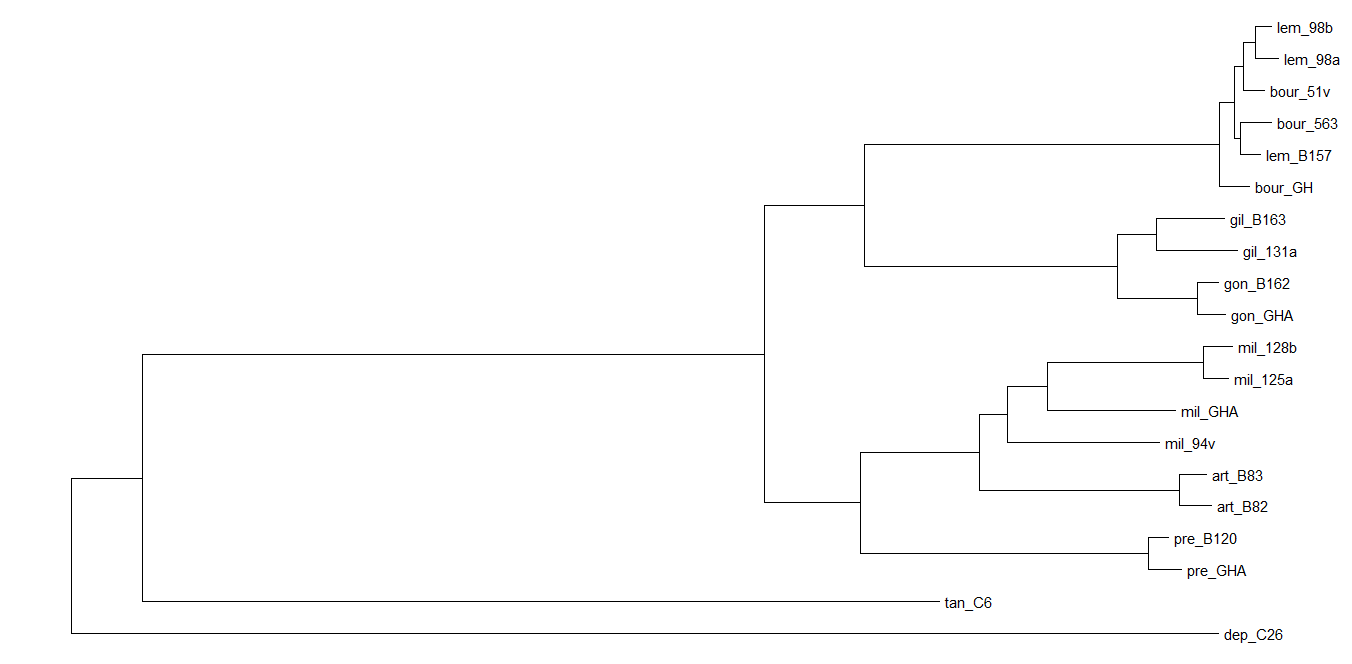 lem_98b
lem_98a
bour_51v
bour_563
lem_B157
bour_GH
gil_B163
gil_131a
gon_B162
gon_GHA
mil_128b
mil_125a
mil_GHA
mil_94v
art_B83
art_B82
pre_B120
pre_GHA
tan_C6
dep_C26